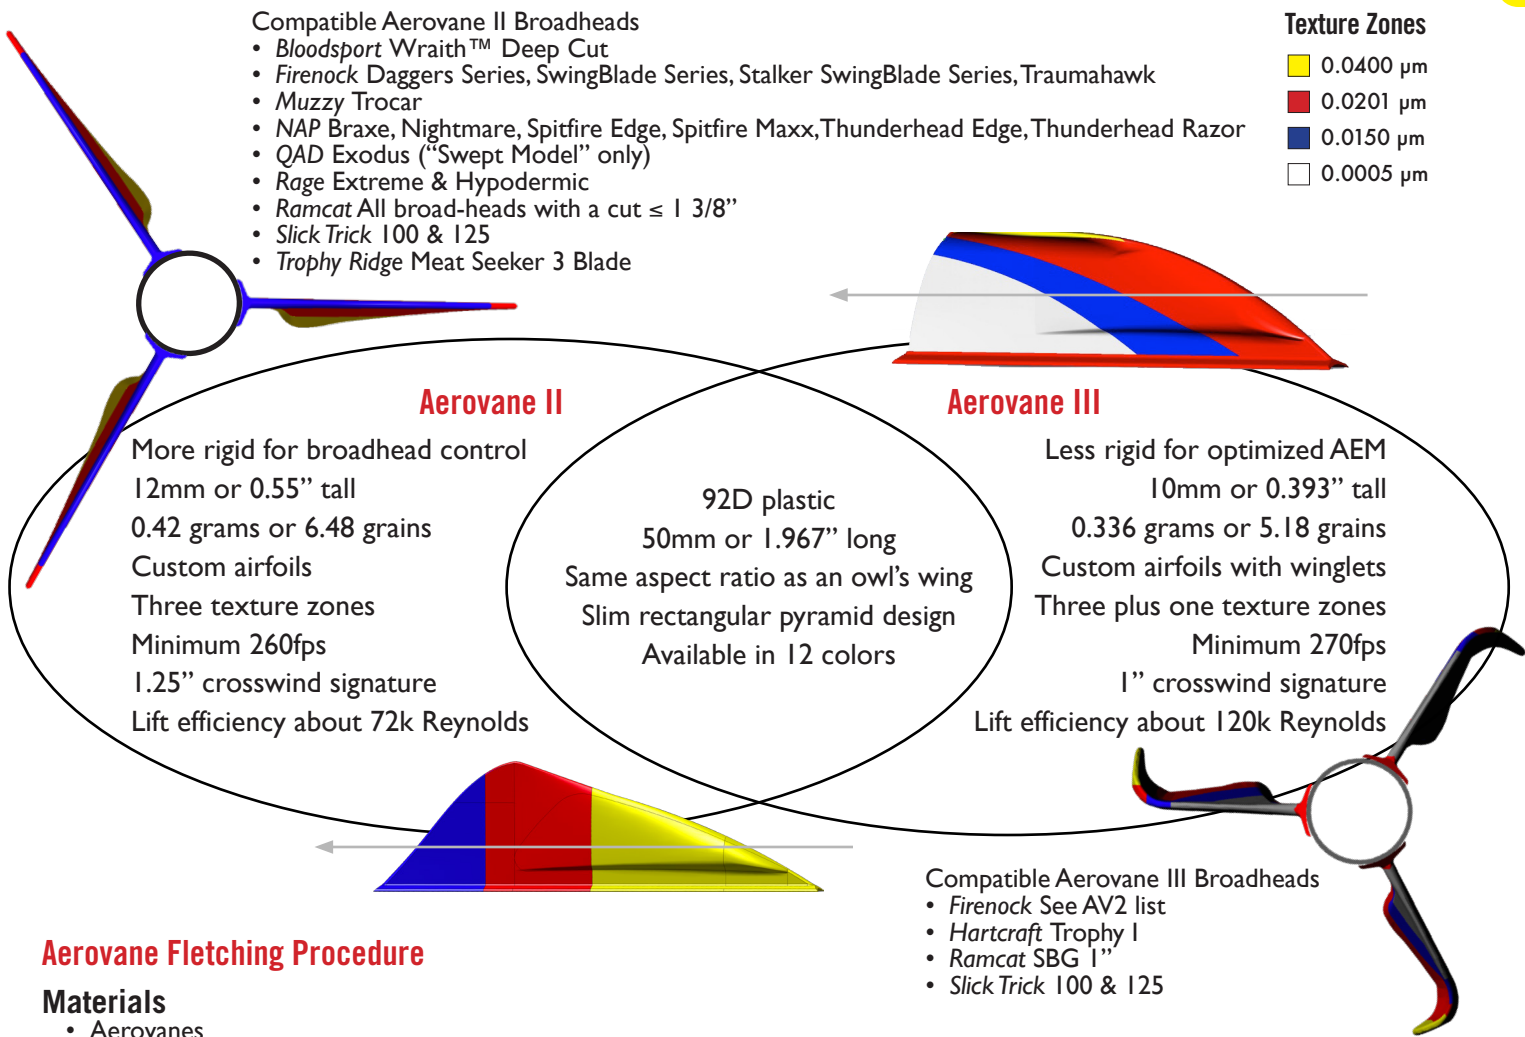 Compatible Aerovane II Broadheads
• Bloodsport Wraith™ Deep Cut
• Firenock Daggers Series, SwingBlade Series, Stalker SwingBlade Series, Traumahawk
• Muzzy Trocar
• NAP Braxe, Nightmare, Spitfire Edge, Spitfire Maxx, Thunderhead Edge, Thunderhead Razor
• QAD Exodus (“Swept Model” only)
• Rage Extreme & Hypodermic
• Ramcat All broad-heads with a cut ≤ 1 3/8”
• Slick Trick 100 & 125
• Trophy Ridge Meat Seeker 3 Blade
Texture Zones
0.0400 µm
0.0201 µm
0.0150 µm
0.0005 µm
Aerovane II
More rigid for broadhead control
12mm or 0.55” tall
0.42 grams or 6.48 grains
Custom airfoils
Three texture zones
Minimum 260fps
1.25” crosswind signature
Lift efficiency about 72k Reynolds
92D plastic
50mm or 1.967” long
Same aspect ratio as an owl’s wing
Slim rectangular pyramid design
Available in 12 colors
Aerovane III
Less rigid for optimized AEM
10mm or 0.393” tall
0.336 grams or 5.18 grains
Custom airfoils with winglets
Three plus one texture zones
Minimum 270fps
1” crosswind signature
Lift efficiency about 120k Reynolds
Compatible Aerovane III Broadheads
• Firenock See AV2 list
• Hartcraft Trophy 1
• Ramcat SBG 1”
• Slick Trick 100 & 125
Aerovane Fletching Procedure
Materials
• Aerovanes